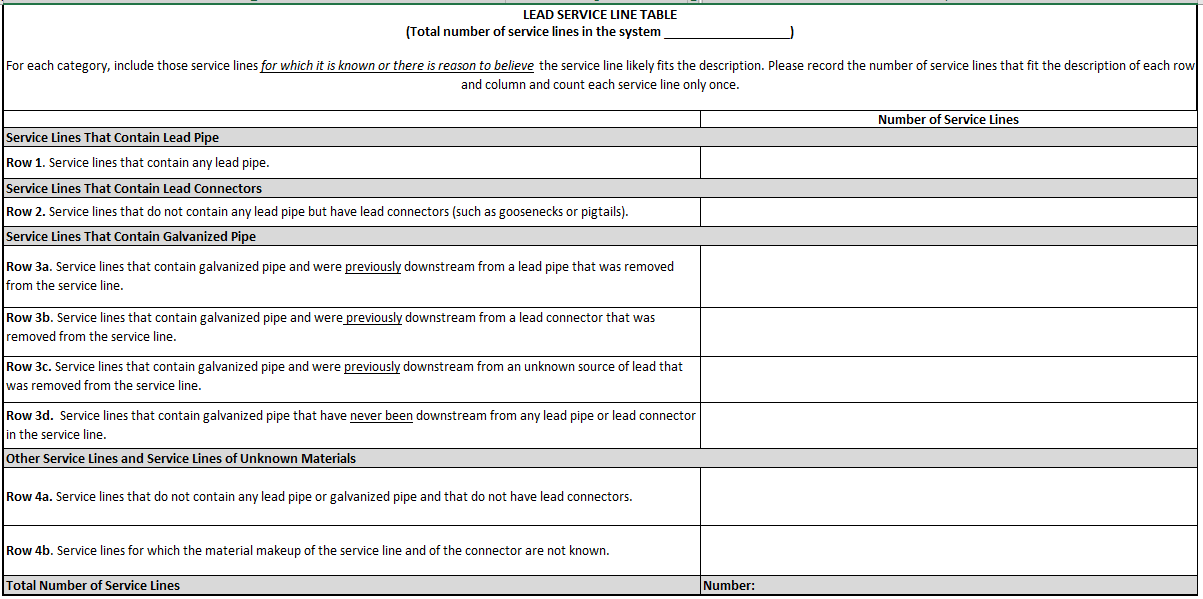 LEAD SERVICE LINE TABLE
(Total number of service lines in the system __________________)
For each category, include those service lines for which it is known or there is reason to believe the service line likely fits the description. Please record the number of service lines that fit the description of each row
and column and count each service line only once.
Number of Service Lines
Service Lines That Contain Lead Pipe
Row 1. Service lines that contain any lead pipe.
Service Lines That Contain Lead Connectors
Row 2. Service lines that do not contain any lead pipe but have lead connectors (such as goosenecks or pigtails).
Service Lines That Contain Galvanized Pipe
Row 3a. Service lines that contain galvanized pipe and were previously downstream from a lead pipe that was removed
from the service line.
Row 3b. Service lines that contain galvanized pipe and were previously downstream from a lead connector that was
removed from the service line.
Row 3c. Service lines that contain galvanized pipe and were previously downstream from an unknown source of lead that
was removed from the service line.
Row 3d. Service lines that contain galvanized pipe that have never been downstream from any lead pipe or lead connector
in the service line.
Other Service Lines and Service Lines of Unknown Materials
Row 4a. Service lines that do not contain any lead pipe or galvanized pipe and that do not have lead connectors.
Row 4b. Service lines for which the material makeup of the service line and of the connector are not known.
Total Number of Service Lines
Number: